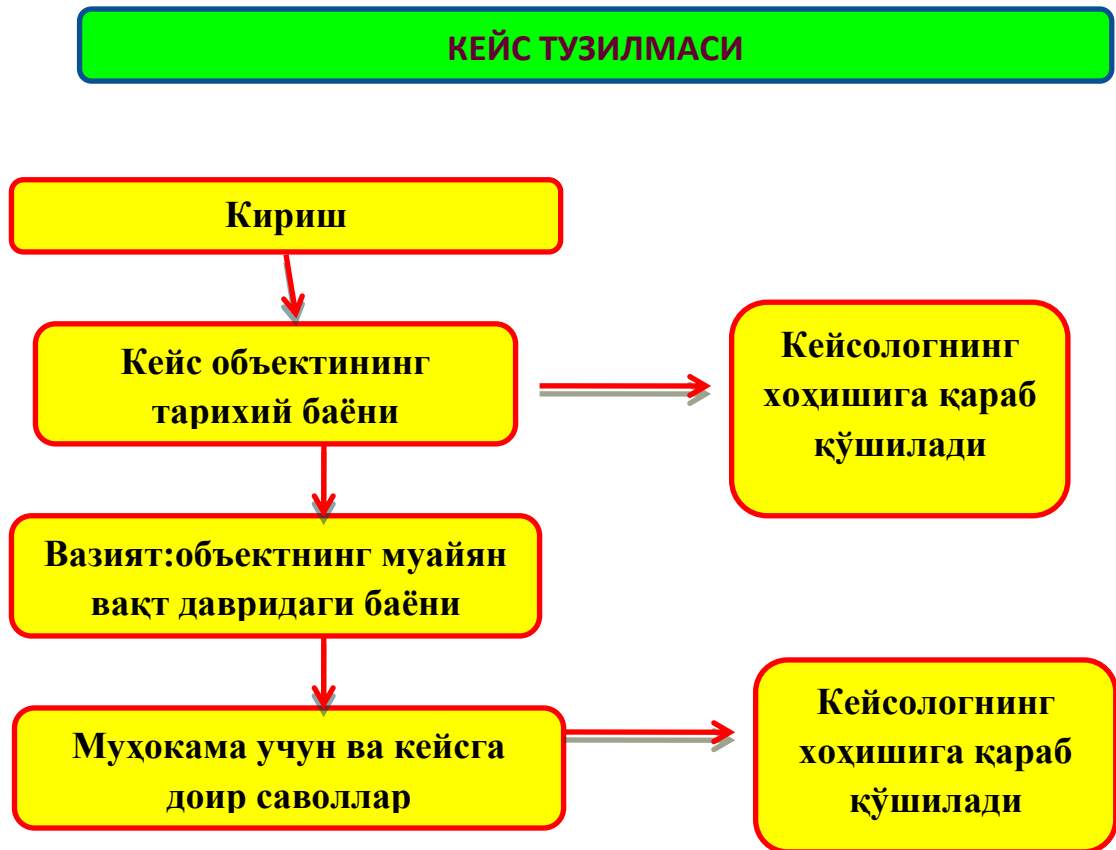 КЕЙС ТУЗИЛМАСИ
Кириш
Кейс объектининг
тарихий баёни
Кейсологнинг
хоҳишига қараб
қўшилади
Вазият:объектнинг муайян
вақт давридаги баёни
Муҳокама учун ва кейсга
доир саволлар
Кейсологнинг
хоҳишига қараб
қўшилади